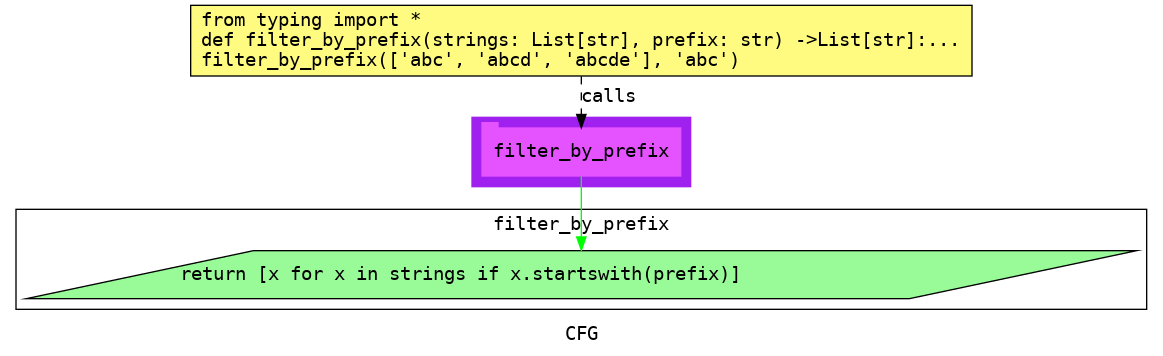 from typing import *
def filter_by_prefix(strings: List[str], prefix: str) ->List[str]:...
filter_by_prefix(['abc', 'abcd', 'abcde'], 'abc')
calls
filter_by_prefix
filter_by_prefix
return [x for x in strings if x.startswith(prefix)]
CFG